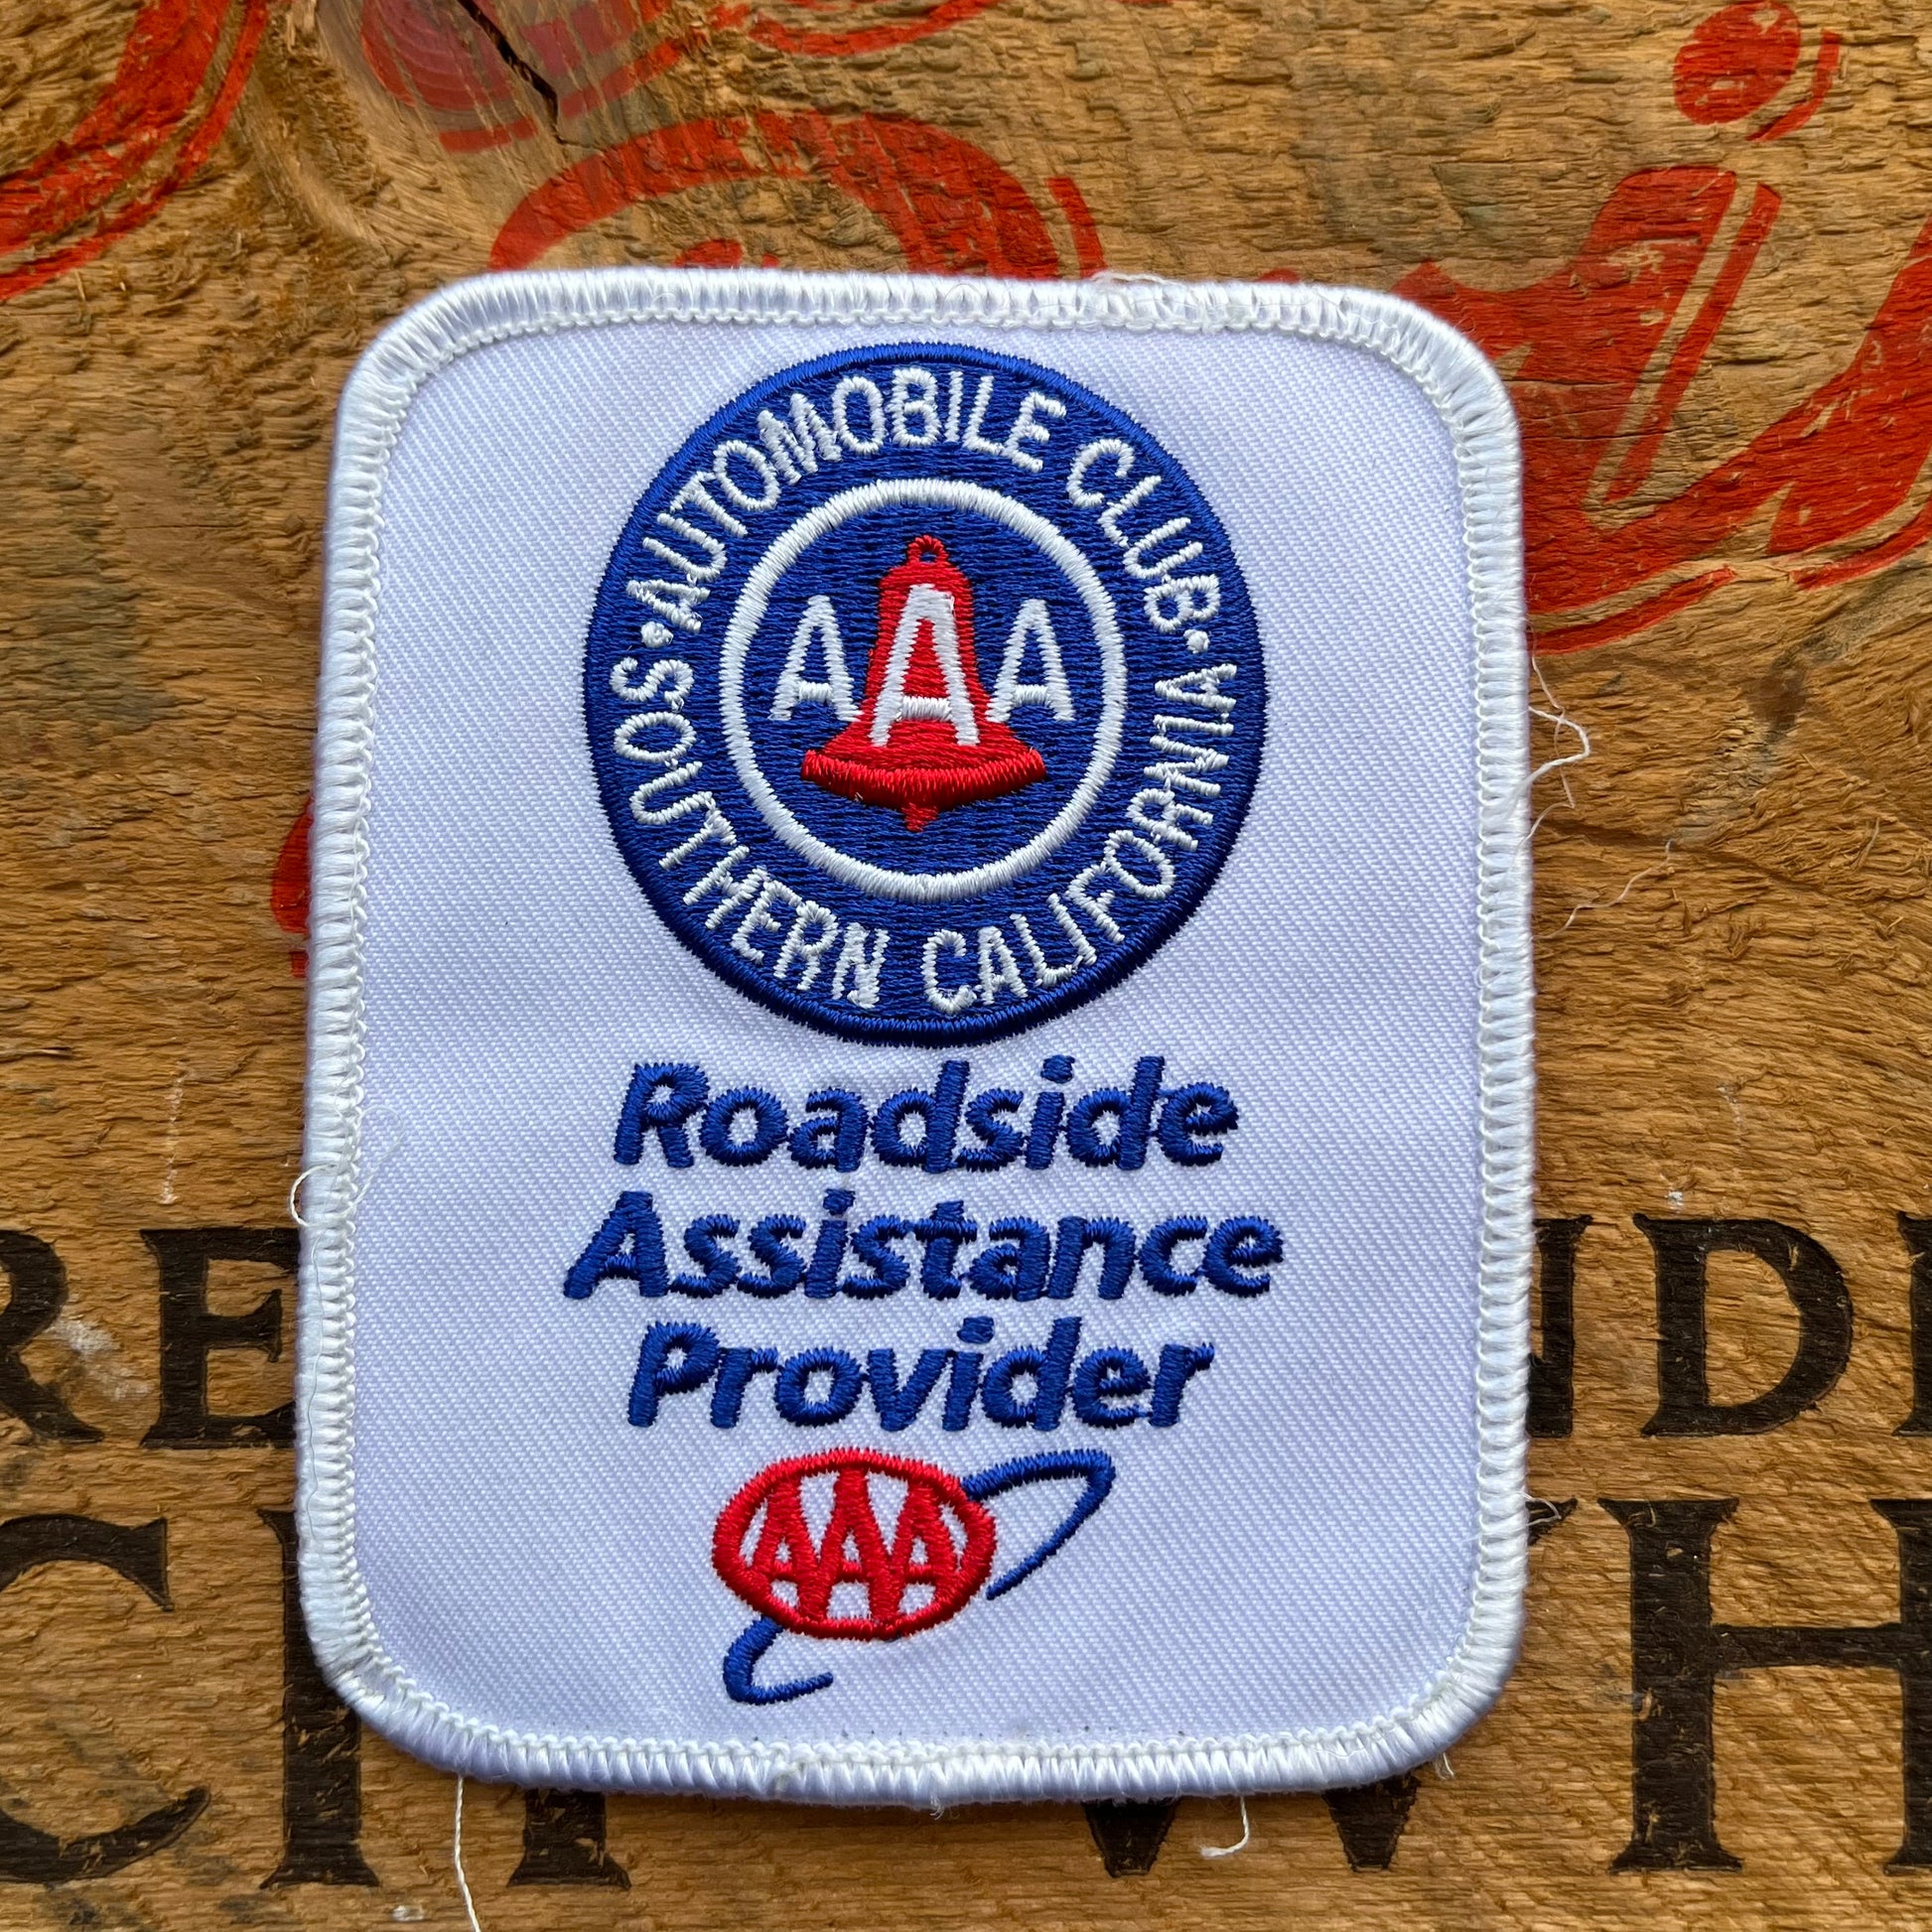 AUTOMOBILE CLUB
SOUTHERN CALIFORNIA
AAA
Roadside
Assistance
Provider
AAA